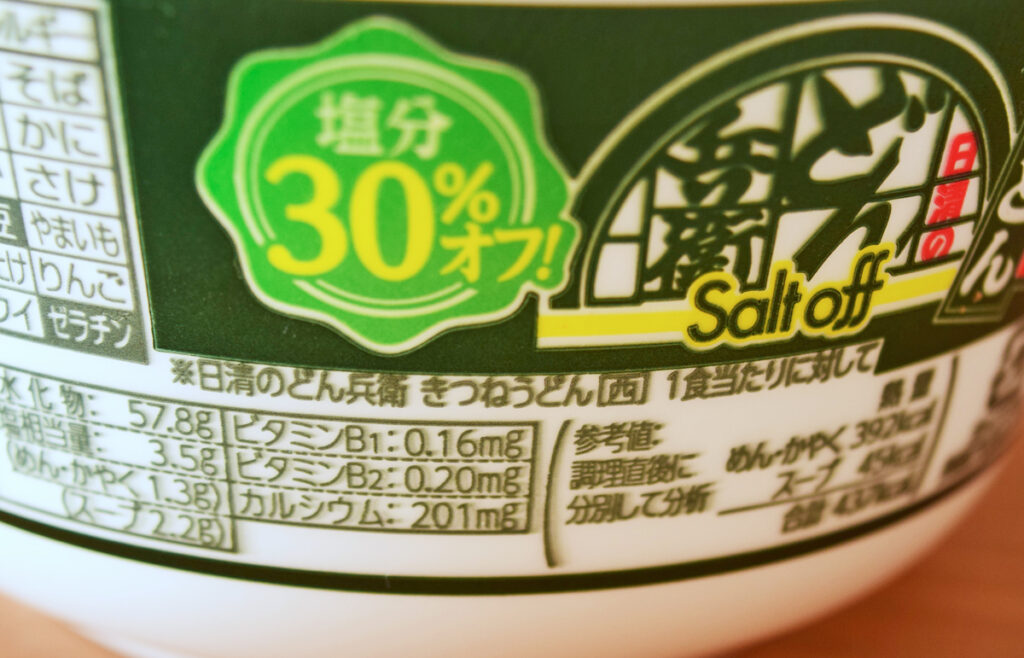 そば
かに
さけ
やまいも
りんご
ゼラチン
塩分
30%オフ!
日清の
どん兵衛
Salt off
※日清のどん兵衛 きつねうどん[西] 1食当たりに対して
水化物: 57.8g
相当量: 3.5g
(めん・かやく 1.3g)
(スープ 2.2g)
ビタミンB1: 0.16mg
ビタミンB2: 0.20mg
カルシウム: 201mg
参考値:
調理直後に
分別して分析
熱量
めん・かやく 392kcal
スープ 45kcal
合計 437kcal